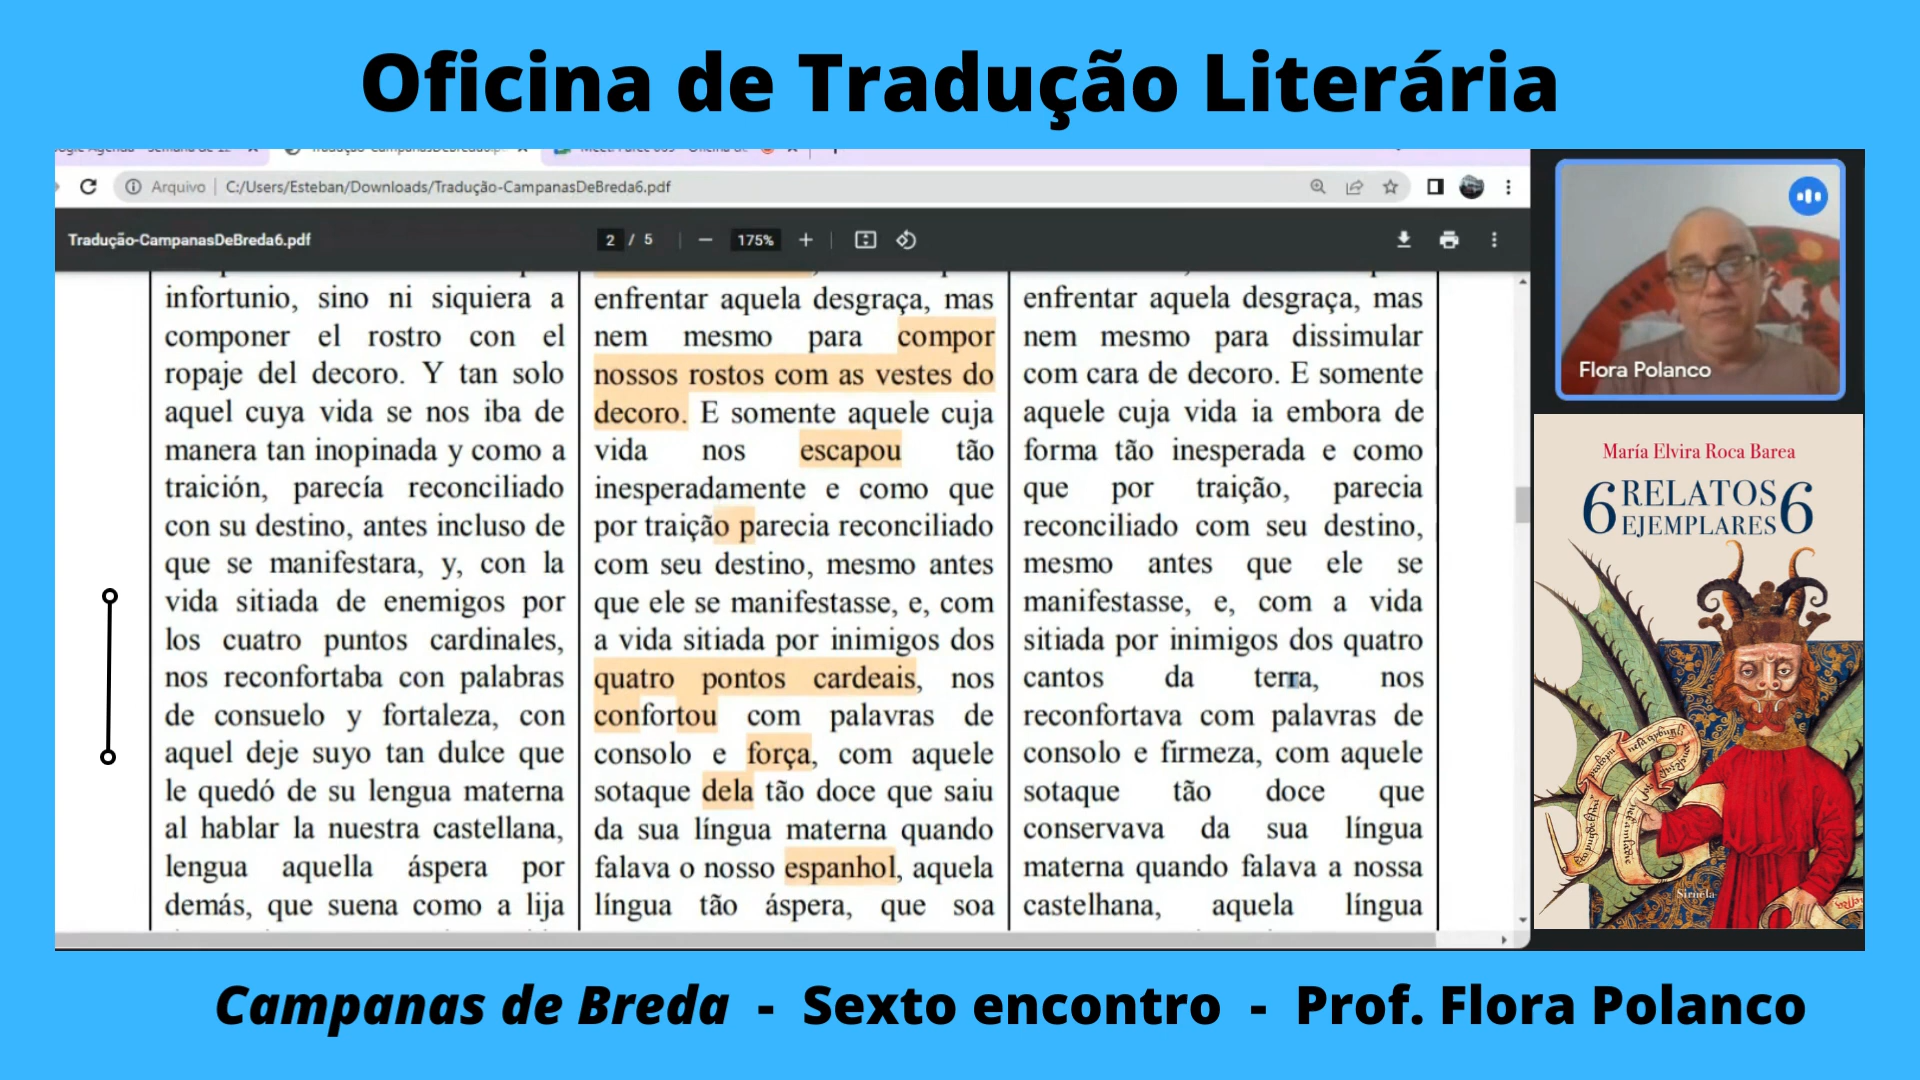 Oficina de Tradução Literária
Arquivo | C:/Users/Esteban/Downloads/Tradução-CampanasDeBreda6.pdf
Tradução-CampanasDeBreda6.pdf
2 / 5
175%
infortunio, sino ni siquiera a
componer el rostro con el
ropaje del decoro. Y tan solo
aquel cuya vida se nos iba de
manera tan inopinada y como a
traición, parecía reconciliado
con su destino, antes incluso de
que se manifestara, y, con la
vida sitiada de enemigos por
los cuatro puntos cardinales,
nos reconfortaba con palabras
de consuelo y fortaleza, con
aquel deje suyo tan dulce que
le quedó de su lengua materna
al hablar la nuestra castellana,
lengua aquella áspera por
demás, que suena como a lija
enfrentar aquela desgraça, mas
nem mesmo para compor
nossos rostos com as vestes do
decoro. E somente aquele cuja
vida nos escapou tão
inesperadamente e como que
por traição parecia reconciliado
com seu destino, mesmo antes
que ele se manifestasse, e, com
a vida sitiada por inimigos dos
quatro pontos cardeais, nos
confortou com palavras de
consolo e força, com aquele
sotaque dela tão doce que saiu
da sua língua materna quando
falava o nosso espanhol, aquela
língua tão áspera, que soa
enfrentar aquela desgraça, mas
nem mesmo para dissimular
com cara de decoro. E somente
aquele cuja vida ia embora de
forma tão inesperada e como
que por traição, parecia
reconciliado com seu destino,
mesmo antes que ele se
manifestasse, e, com a vida
sitiada por inimigos dos quatro
cantos da terra, nos
reconfortava com palavras de
consolo e firmeza, com aquele
sotaque tão doce que
conservava da sua língua
materna quando falava a nossa
castelhana, aquela língua
Flora Polanco
María Elvira Roca Barea
6 RELATOS 6
EJEMPLARES
Siruela
Campanas de Breda - Sexto encontro - Prof. Flora Polanco